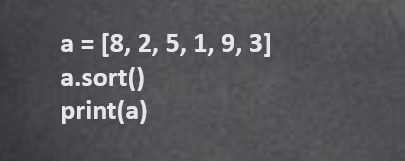 a = [8, 2, 5, 1, 9, 3]
a.sort()
print(a)